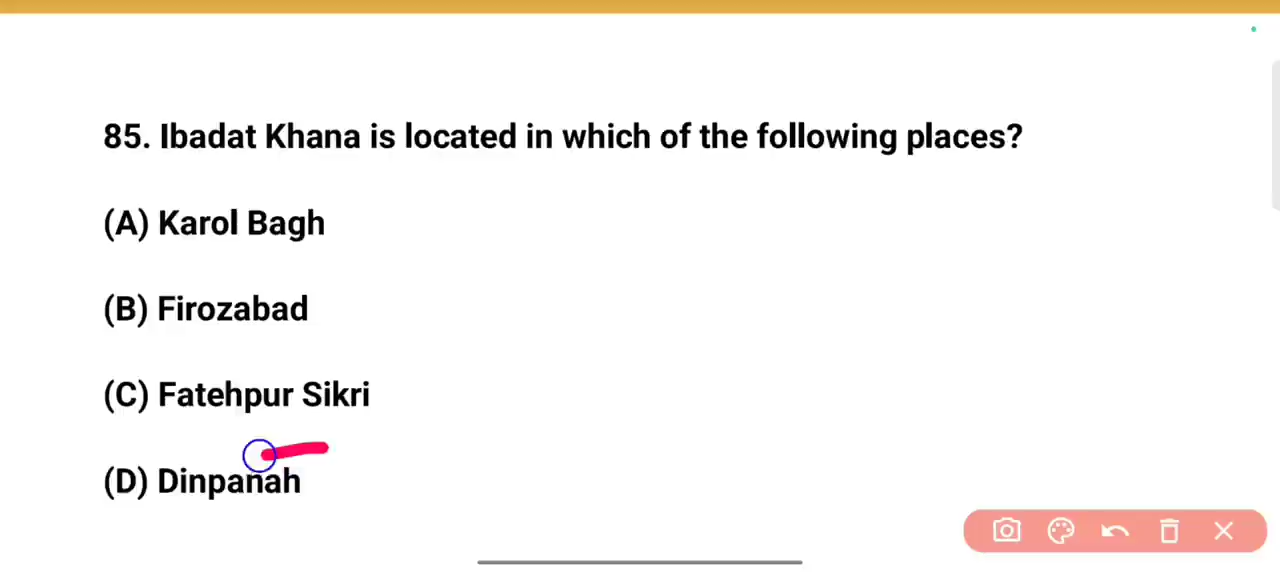 85. Ibadat Khana is located in which of the following places?
(A) Karol Bagh
(B) Firozabad
(C) Fatehpur Sikri
(D) Dinpanah